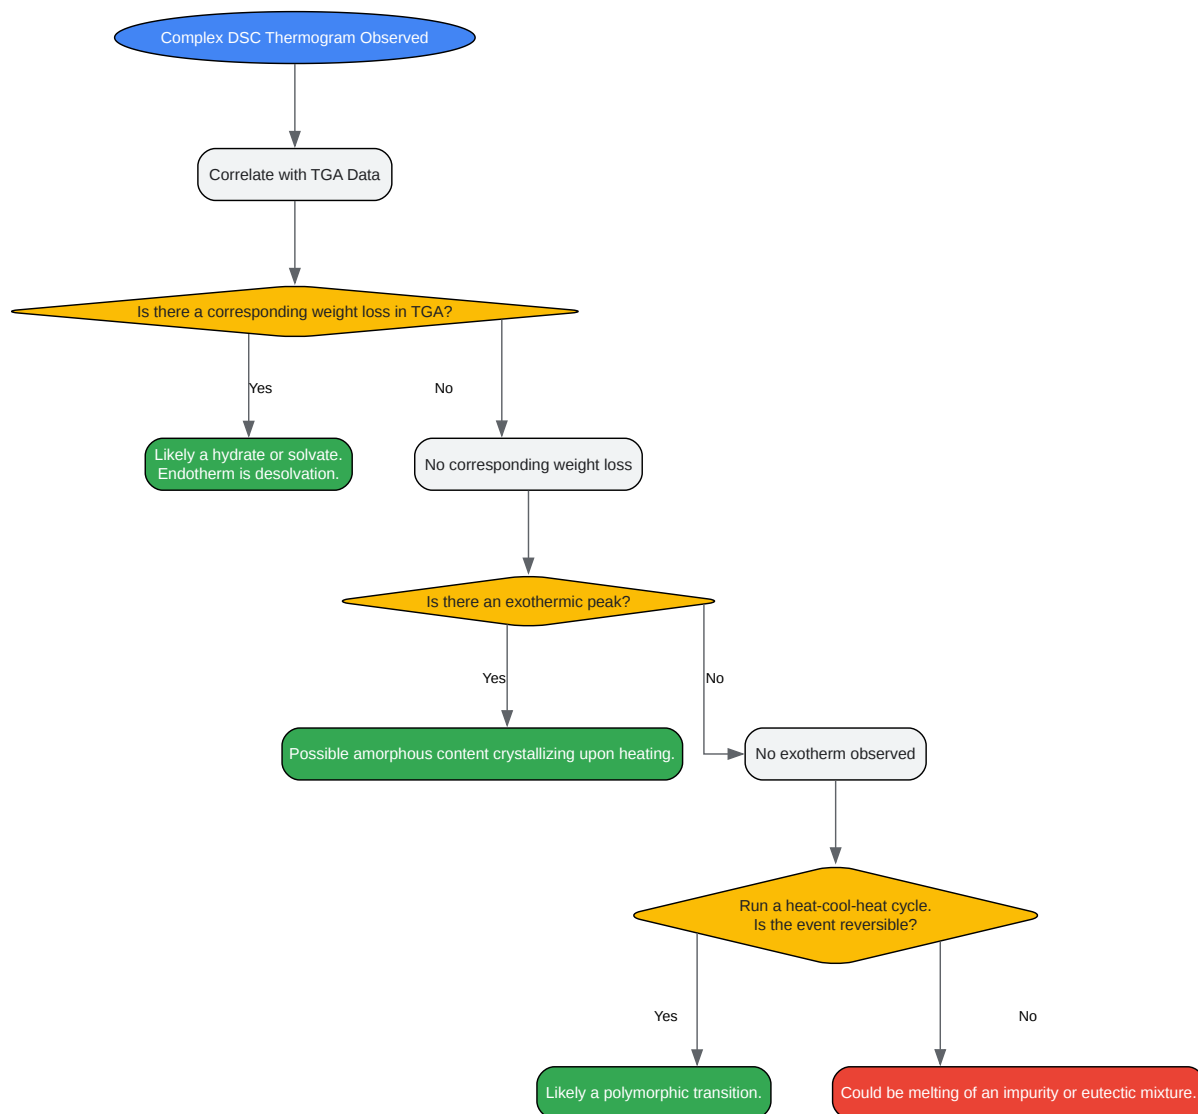 Complex DSC Thermogram Observed
Correlate with TGA Data
Is there a corresponding weight loss in TGA?
Yes
No
Likely a hydrate or solvate.
Endotherm is desolvation.
No corresponding weight loss
Is there an exothermic peak?
Yes
No
Possible amorphous content crystallizing upon heating.
No exotherm observed
Run a heat-cool-heat cycle.
Is the event reversible?
Yes
No
Likely a polymorphic transition.
Could be melting of an impurity or eutectic mixture.